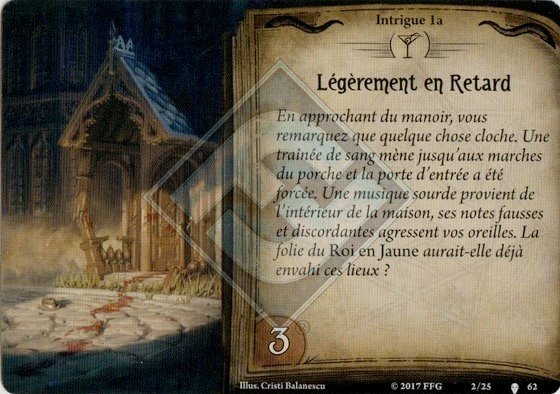 Intrigue 1a
Légèrement en Retard
En approchant du manoir, vous
remarquez que quelque chose cloche. Une
traînée de sang mène jusqu'aux marches
du porche et la porte d'entrée a été
forcée. Une musique sourde provient de
l'intérieur de la maison, ses notes fausses
et discordantes agressent vos oreilles. La
folie du Roi en Jaune aurait-elle déjà
envahi ces lieux ?
3
Illus. Cristi Balanescu
© 2017 FFG 2/25 62